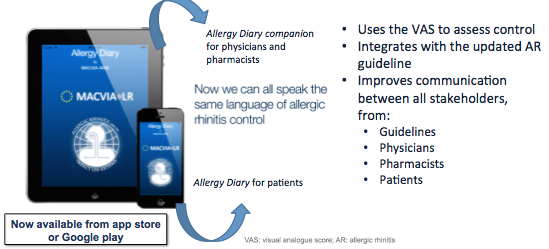 Allergy Diary
by
MACVIA-ARIA
MACVIA-LR
Allergy Diary
MACVIA-LR
Allergy Diary companion
for physicians and
pharmacists
Now we can all speak the
same language of allergic
rhinitis control
Allergy Diary for patients
Now available from app store
or Google play
• Uses the VAS to assess control
• Integrates with the updated AR
guideline
• Improves communication
between all stakeholders,
from:
• Guidelines
• Physicians
• Pharmacists
• Patients
VAS: visual analogue score; AR: allergic rhinitis